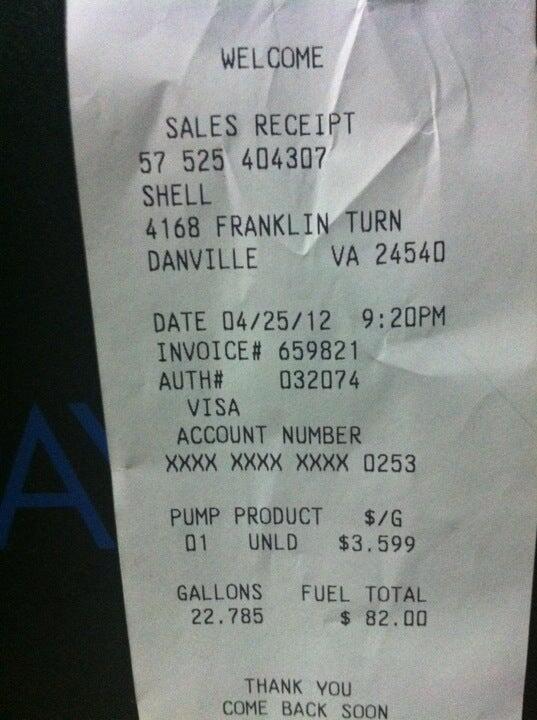 WELCOME
SALES RECEIPT
57 525 404307
SHELL
4168 FRANKLIN TURN
DANVILLE VA 24540
DATE 04/25/12 9:20PM
INVOICE# 659821
AUTH# 032074
VISA
ACCOUNT NUMBER
XXXX XXXX XXXX 0253
PUMP PRODUCT $/G
01 UNLD $3.599
GALLONS FUEL TOTAL
22.785 $ 82.00
THANK YOU
COME BACK SOON